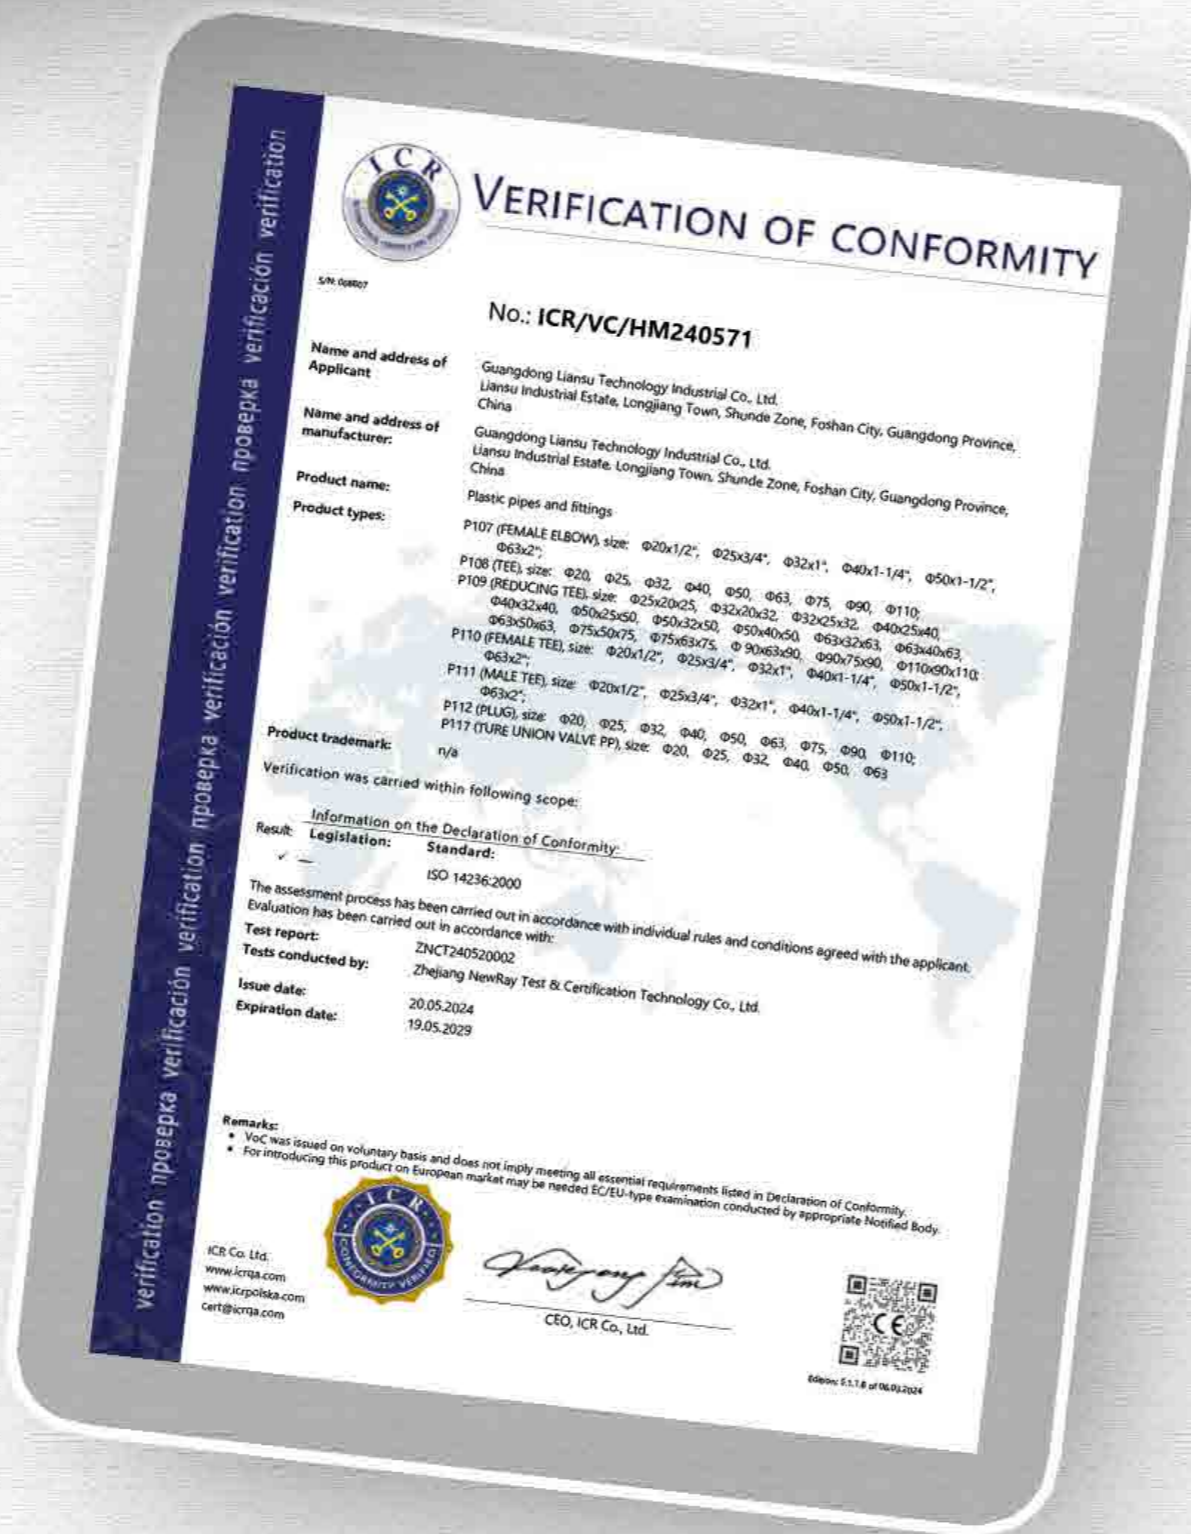 verification проверка verificación verification проверка verificación verification проверка verificación verification
ICR
VERIFICATION OF CONFORMITY
No.: ICR/VC/HM240571
Name and address of Applicant
Guangdong Liansu Technology Industrial Co., Ltd.
Liansu Industrial Estate, Longjiang Town, Shunde Zone, Foshan City, Guangdong Province,
China
Name and address of manufacturer:
Guangdong Liansu Technology Industrial Co., Ltd.
Liansu Industrial Estate, Longjiang Town, Shunde Zone, Foshan City, Guangdong Province,
China
Product name:
Plastic pipes and fittings
Product types:
P107 (FEMALE ELBOW), size: Φ20x1/2", Φ25x3/4", Φ32x1", Φ40x1-1/4", Φ50x1-1/2",
Φ63x2";
P108 (TEE), size: Φ20, Φ25, Φ32, Φ40, Φ50, Φ63, Φ75, Φ90, Φ110;
P109 (REDUCING TEE), size: Φ25x20x25, Φ32x20x32, Φ32x25x32, Φ40x25x40,
Φ40x32x40, Φ50x25x50, Φ50x32x50, Φ50x40x50, Φ63x32x63, Φ63x40x63,
Φ63x50x63, Φ75x50x75, Φ75x63x75, Φ 90x63x90, Φ90x75x90, Φ110x90x110;
P110 (FEMALE TEE), size: Φ20x1/2", Φ25x3/4", Φ32x1", Φ40x1-1/4", Φ50x1-1/2",
Φ63x2";
P111 (MALE TEE), size: Φ20x1/2", Φ25x3/4", Φ32x1", Φ40x1-1/4", Φ50x1-1/2",
Φ63x2";
P112 (PLUG), size: Φ20, Φ25, Φ32, Φ40, Φ50, Φ63, Φ75, Φ90, Φ110;
P117 (TURE UNION VALVE PP), size: Φ20, Φ25, Φ32, Φ40, Φ50, Φ63
Product trademark:
n/a
Verification was carried within following scope:
Information on the Declaration of Conformity:
Result: Legislation: Standard:
✓ — ISO 14236:2000
The assessment process has been carried out in accordance with individual rules and conditions agreed with the applicant.
Evaluation has been carried out in accordance with:
Test report: ZNCT240520002
Tests conducted by: Zhejiang NewRay Test & Certification Technology Co., Ltd.
Issue date: 20.05.2024
Expiration date: 19.05.2029
Remarks:
• VoC was issued on voluntary basis and does not imply meeting all essential requirements listed in Declaration of Conformity.
• For introducing this product on European market may be needed EC/EU-type examination conducted by appropriate Notified Body.
ICR Co. Ltd.
www.icrqa.com
www.icrpolska.com
cert@icrqa.com
ICR
CONFORMITY VERIFIED
CEO, ICR Co., Ltd.
CE
Edition: 5.1.7.8 of 06.03.2024